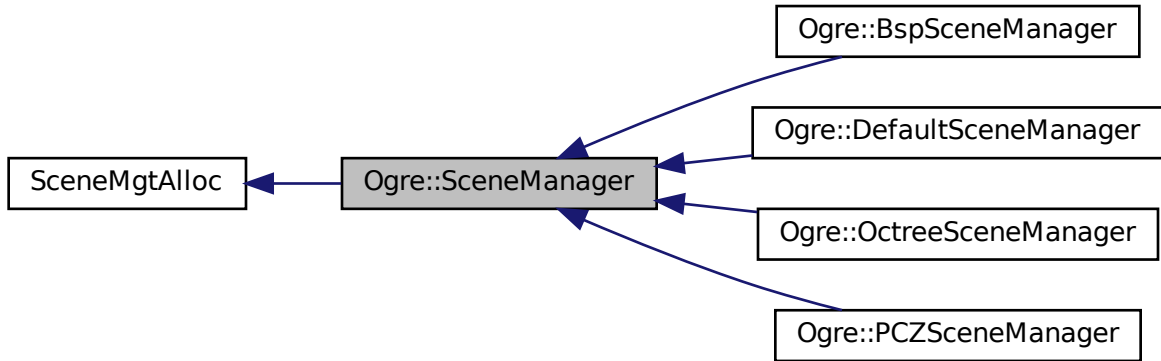 SceneMgtAlloc
Ogre::SceneManager
Ogre::BspSceneManager
Ogre::DefaultSceneManager
Ogre::OctreeSceneManager
Ogre::PCZSceneManager